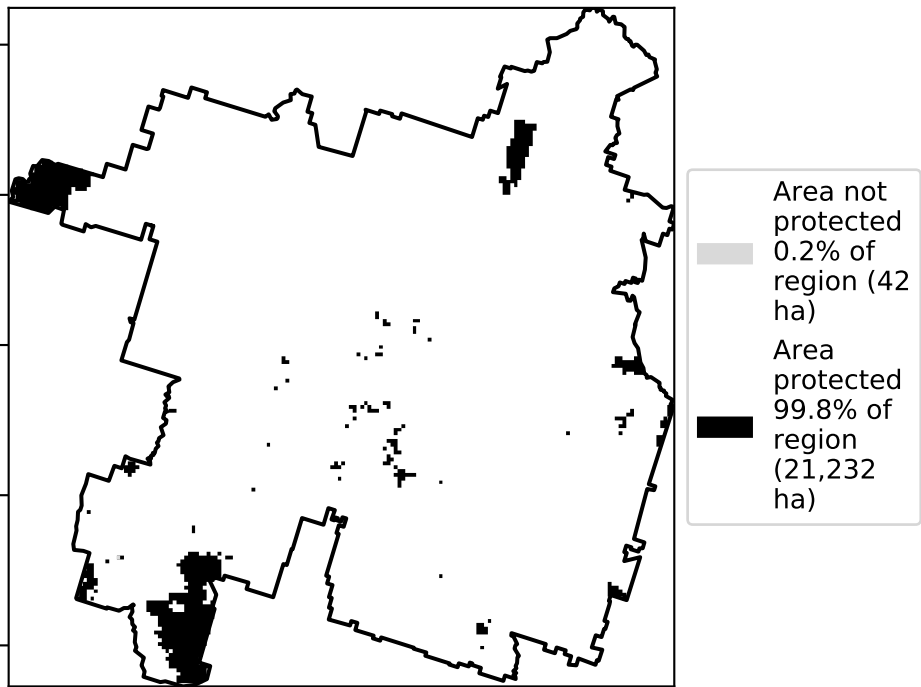 Area not
protected
0.2% of
region (42
ha)
Area
protected
99.8% of
region
(21,232
ha)